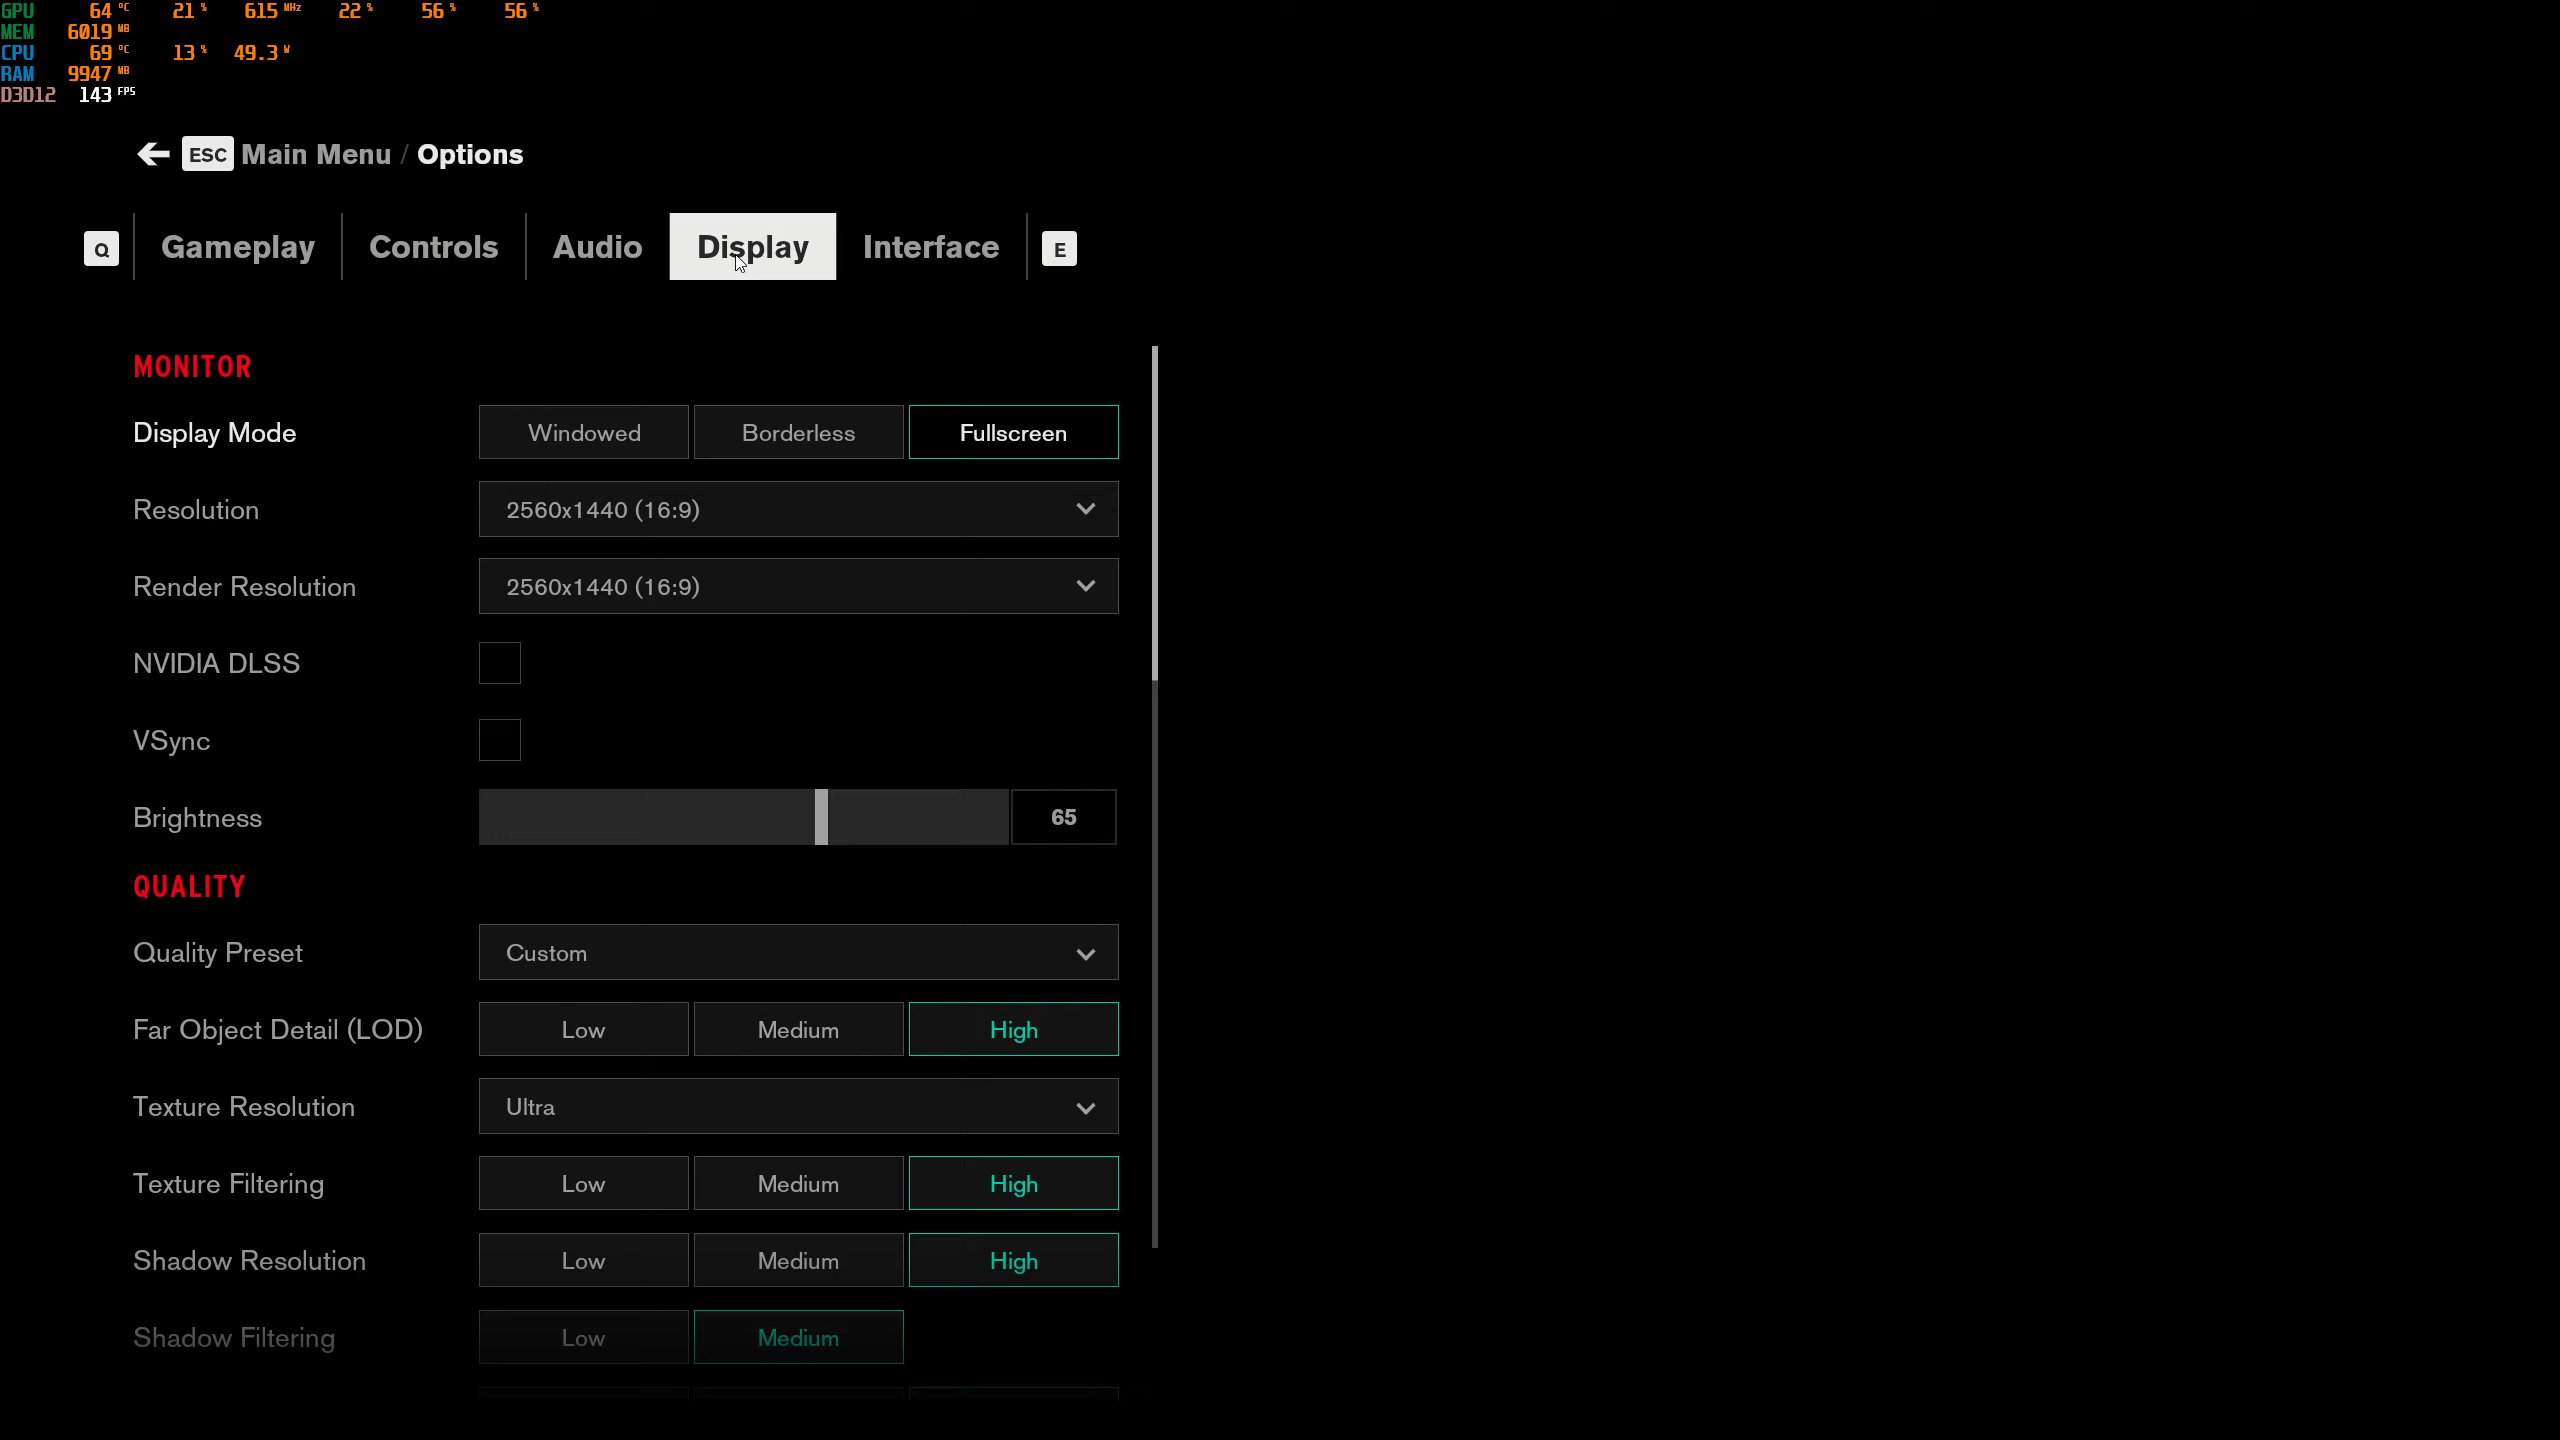 GPU 64 °C 21 % 615 MHz 22 % 56 % 56 %
MEM 6019 MB
CPU 69 °C 13 % 49.3 W
RAM 9947 MB
D3D12 143 FPS
ESC Main Menu / Options
Q Gameplay Controls Audio Display Interface E
MONITOR
Display Mode Windowed Borderless Fullscreen
Resolution 2560x1440 (16:9)
Render Resolution 2560x1440 (16:9)
NVIDIA DLSS
VSync
Brightness 65
QUALITY
Quality Preset Custom
Far Object Detail (LOD) Low Medium High
Texture Resolution Ultra
Texture Filtering Low Medium High
Shadow Resolution Low Medium High
Shadow Filtering Low Medium